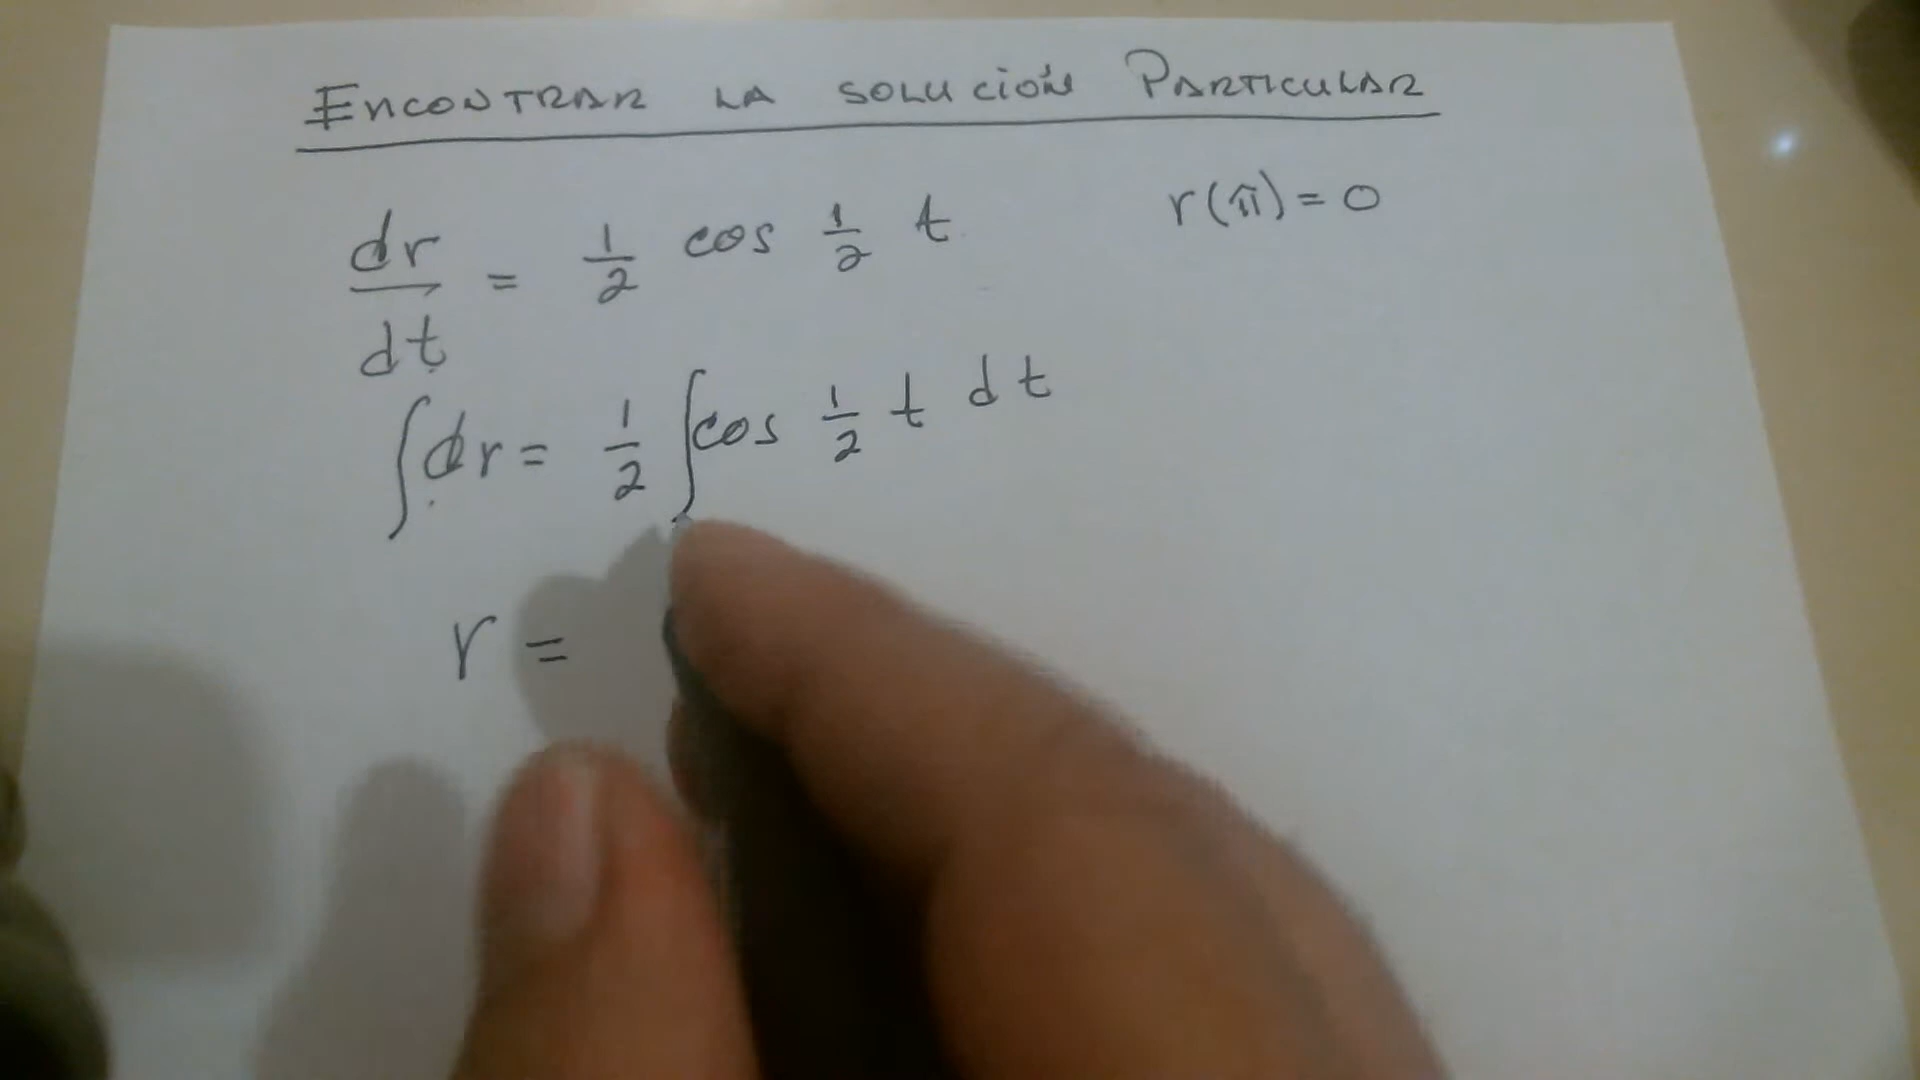 ENCONTRAR LA SOLUCIÓN PARTICULAR
dr/dt = 1/2 cos 1/2 t    r(π)=0
∫dr = 1/2 ∫cos 1/2 t dt
r =